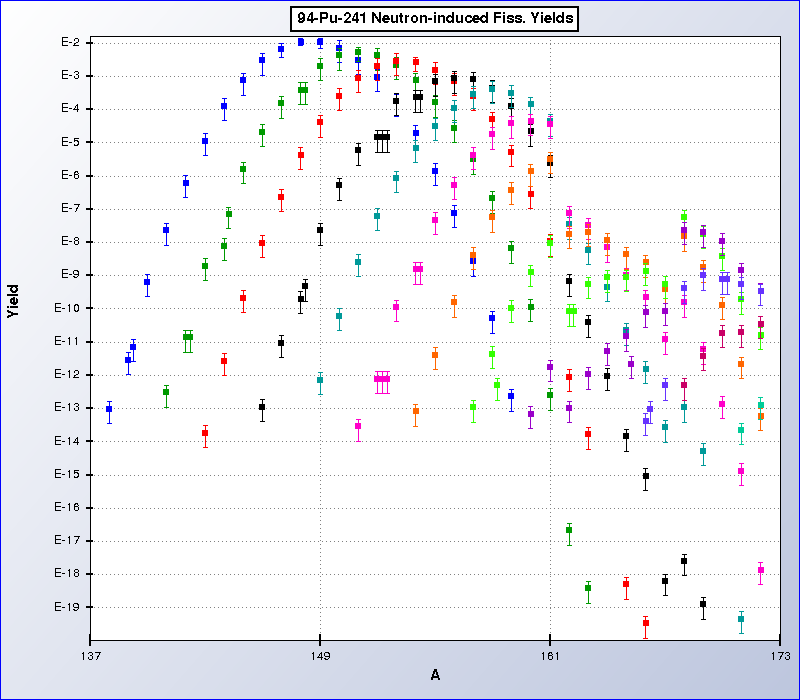 94-Pu-241 Neutron-induced Fiss. Yields
E-2
E-3
E-4
E-5
E-6
E-7
E-8
E-9
E-10
E-11
E-12
E-13
E-14
E-15
E-16
E-17
E-18
E-19
Yield
137
149
161
173
A